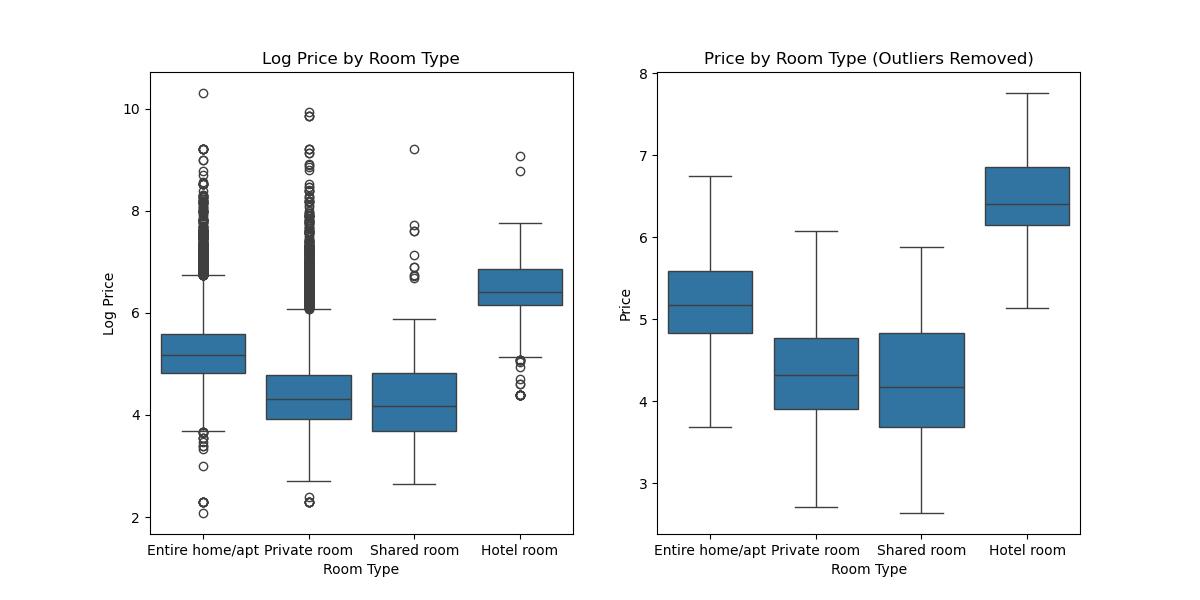 Log Price by Room Type
10
8
6
4
2
Log Price
Entire home/apt Private room Shared room Hotel room
Room Type
Price by Room Type (Outliers Removed)
8
7
6
5
4
3
Price
Entire home/apt Private room Shared room Hotel room
Room Type